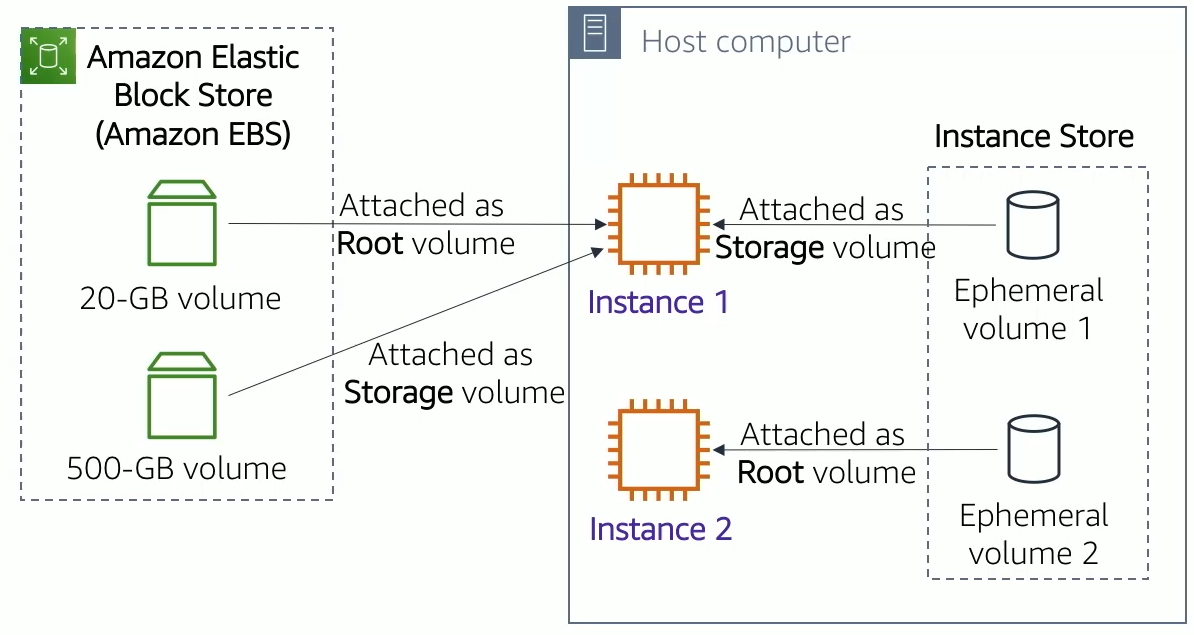 Amazon Elastic
Block Store
(Amazon EBS)
20-GB volume
500-GB volume
Attached as
Root volume
Attached as
Storage volume
Host computer
Instance 1
Instance 2
Attached as
Storage volume
Attached as
Root volume
Instance Store
Ephemeral
volume 1
Ephemeral
volume 2